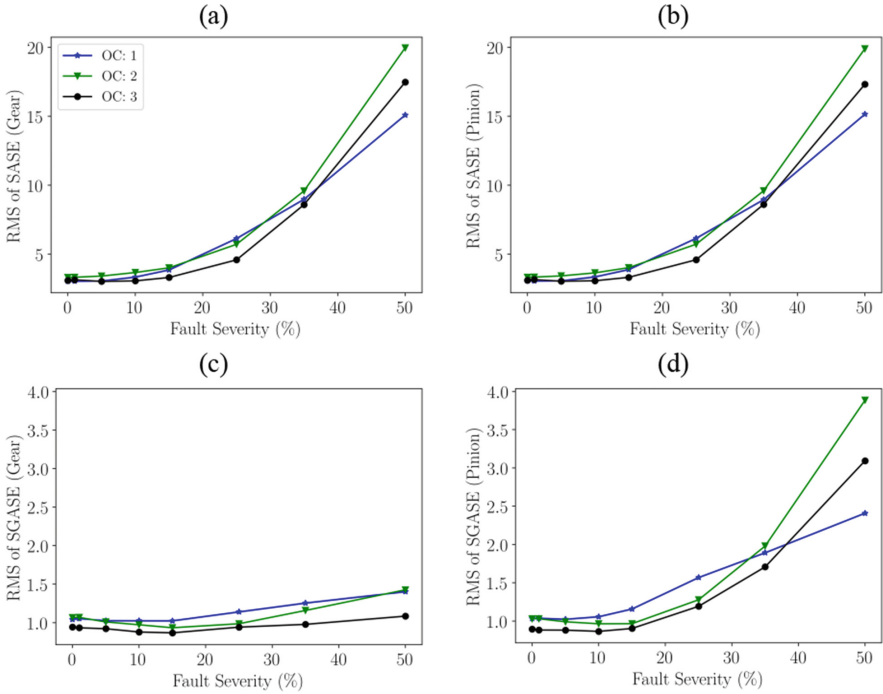 (a)
(b)
20
15
10
5
RMS of SASE (Gear)
OC: 1
OC: 2
OC: 3
0 10 20 30 40 50
Fault Severity (%)
20
15
10
5
RMS of SASE (Pinion)
0 10 20 30 40 50
Fault Severity (%)
(c)
(d)
4.0
3.5
3.0
2.5
2.0
1.5
1.0
RMS of SGASE (Gear)
0 10 20 30 40 50
Fault Severity (%)
4.0
3.5
3.0
2.5
2.0
1.5
1.0
RMS of SGASE (Pinion)
0 10 20 30 40 50
Fault Severity (%)